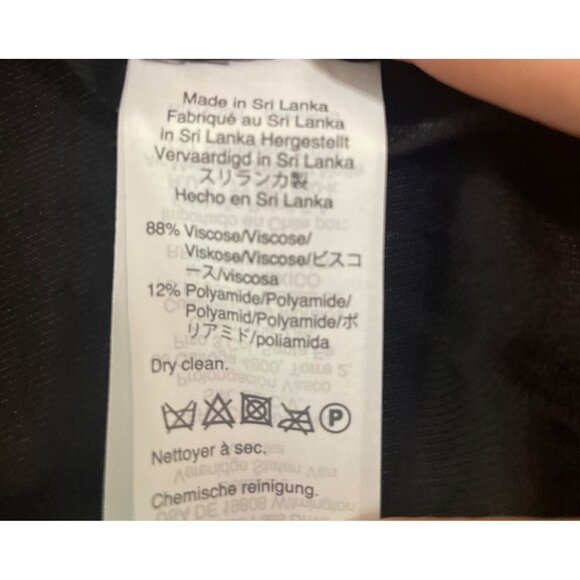 Made in Sri Lanka
Fabriqué au Sri Lanka
in Sri Lanka Hergestellt
Vervaardigd in Sri Lanka
スリランカ製
Hecho en Sri Lanka
88% Viscose/Viscose/
Viskose/Viscose/ビスコ
ース/viscosa
12% Polyamide/Polyamide/
Polyamid/Polyamide/ポ
リアミド/poliamida
Dry clean.
P
Nettoyer à sec.
Chemische reinigung.